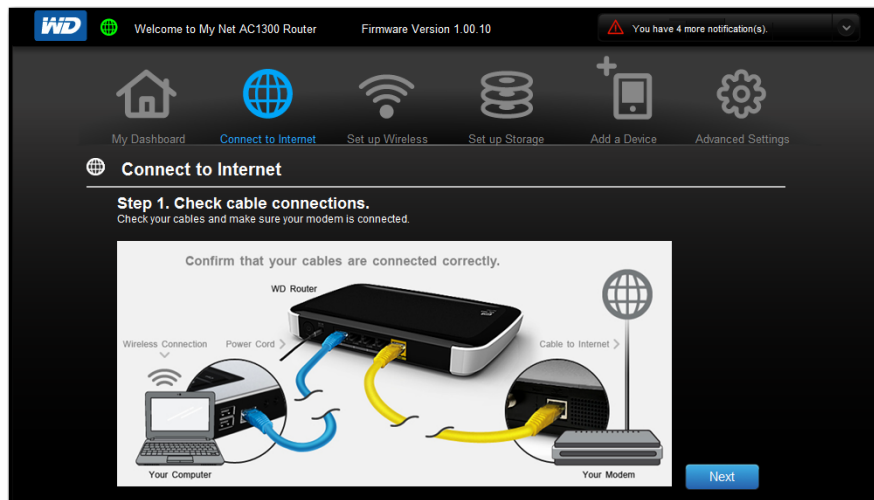 WD Welcome to My Net AC1300 Router Firmware Version 1.00.10 You have 4 more notification(s).
My Dashboard Connect to Internet Set up Wireless Set up Storage Add a Device Advanced Settings
Connect to Internet
Step 1. Check cable connections.
Check your cables and make sure your modem is connected.
Confirm that your cables are connected correctly.
WD Router
Wireless Connection Power Cord > Cable to Internet >
Your Computer Your Modem
Next